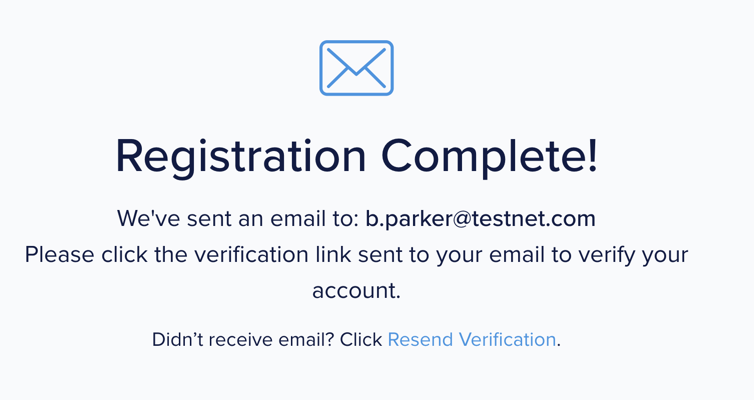 Registration Complete!
We've sent an email to: b.parker@testnet.com
Please click the verification link sent to your email to verify your
account.
Didn’t receive email? Click Resend Verification.